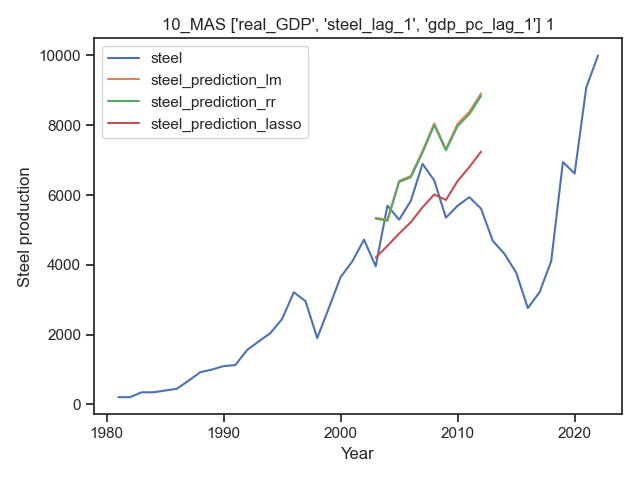 10_MAS ['real_GDP', 'steel_lag_1', 'gdp_pc_lag_1'] 1
steel
steel_prediction_lm
steel_prediction_rr
steel_prediction_lasso
10000
8000
6000
4000
2000
0
Steel production
1980
1990
2000
2010
2020
Year